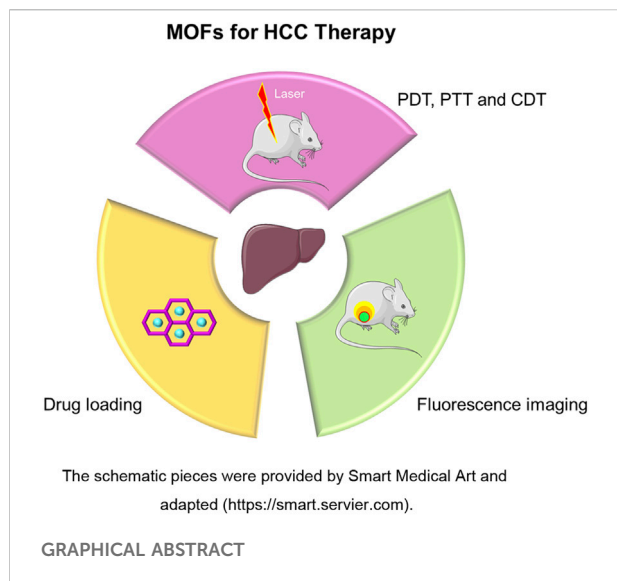 MOFs for HCC Therapy
Laser
PDT, PTT and CDT
Drug loading
Fluorescence imaging
The schematic pieces were provided by Smart Medical Art and
adapted (https://smart.servier.com).
GRAPHICAL ABSTRACT